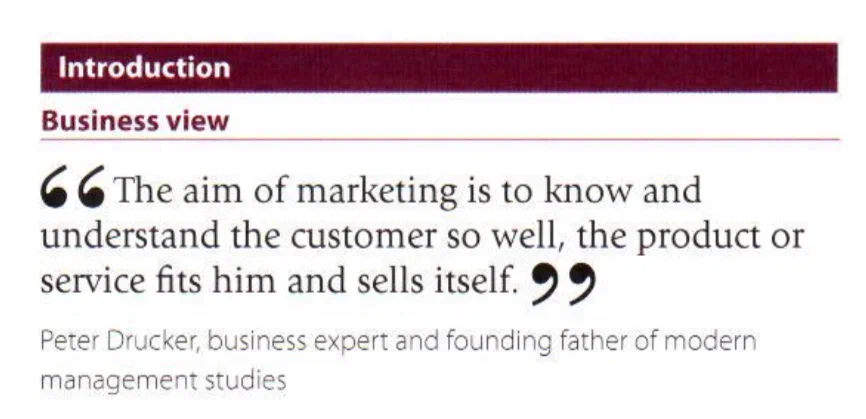 Introduction
Business view
“The aim of marketing is to know and
understand the customer so well, the product or
service fits him and sells itself.”
Peter Drucker, business expert and founding father of modern
management studies